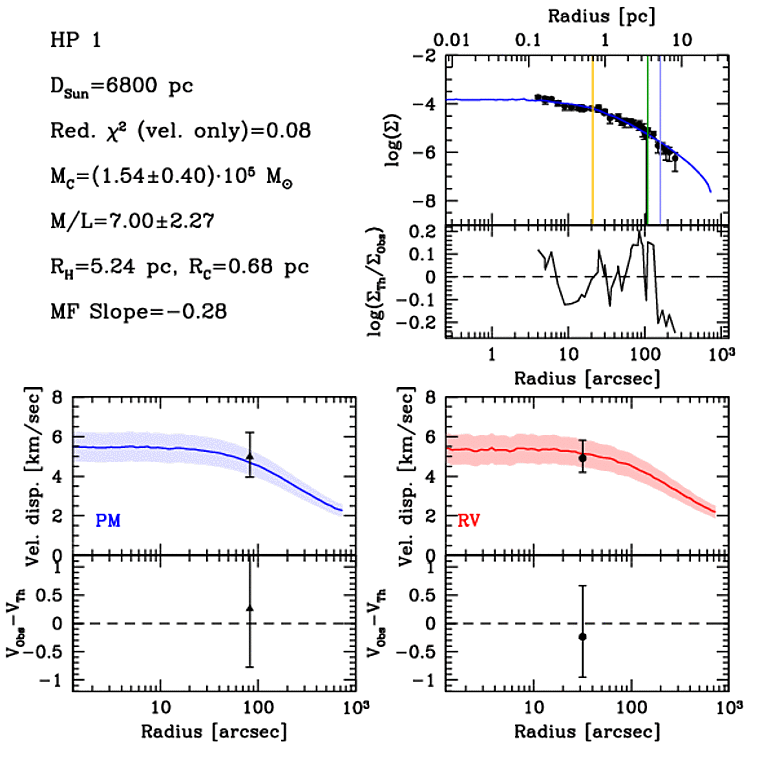 HP 1
D_Sun=6800 pc
Red. χ² (vel. only)=0.08
M_C=(1.54±0.40)·10⁵ M_⊙
M/L=7.00±2.27
R_H=5.24 pc, R_C=0.68 pc
MF Slope=−0.28
Radius [pc]
0.01 0.1 1 10
log(Σ)
−2
−4
−6
−8
log(Σ_Th/Σ_Obs)
0.2
0.1
0
−0.1
−0.2
1 10 100 10³
Radius [arcsec]
Vel. disp. [km/sec]
8
6
4
2
0
PM
V_Obs−V_Th
1
0.5
0
−0.5
−1
10 100 10³
Radius [arcsec]
Vel. disp. [km/sec]
8
6
4
2
0
RV
V_Obs−V_Th
1
0.5
0
−0.5
−1
10 100 10³
Radius [arcsec]